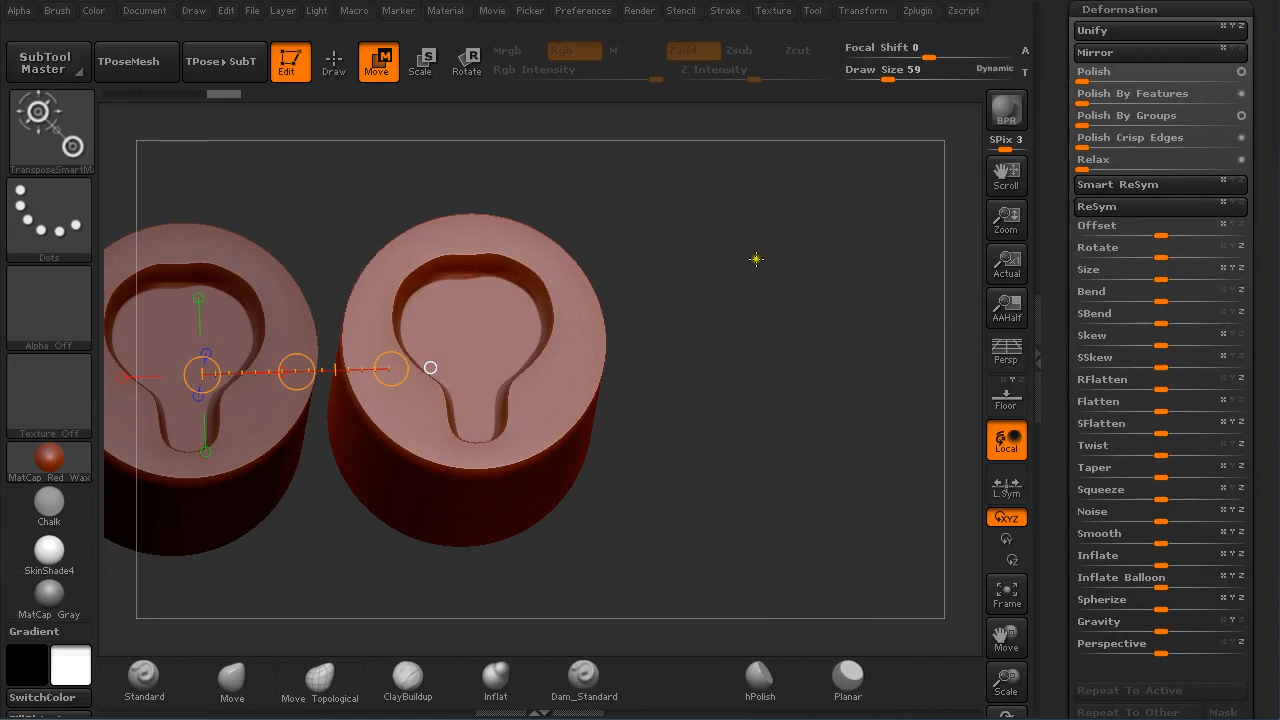 Alpha Brush Color Document Draw Edit File Layer Light Macro Marker Material Movie Picker Preferences Render Stencil Stroke Texture Tool Transform Zplugin Zscript
SubTool Master
TPoseMesh
TPose▸SubT
Edit
Draw
Move
Scale
Rotate
Mrgb Rgb M Zadd Zsub Zcut
Rgb Intensity Z Intensity
Focal Shift 0 A
Draw Size 59 Dynamic T
TransposeSmartMa
Dots
Alpha Off
Texture Off
MatCap Red Wax
Chalk
SkinShade4
MatCap Gray
Gradient
SwitchColor
BPR
SPix 3
Scroll
Zoom
Actual
AAHalf
Persp
Floor
Local
L.Sym
XYZ
Y
Z
Frame
Move
Scale
Standard
Move
Move Topological
ClayBuildup
Inflat
Dam_Standard
hPolish
Planar
Deformation
Unify
Mirror
Polish
Polish By Features
Polish By Groups
Polish Crisp Edges
Relax
Smart ReSym
ReSym
Offset
Rotate
Size
Bend
SBend
Skew
SSkew
RFlatten
Flatten
SFlatten
Twist
Taper
Squeeze
Noise
Smooth
Inflate
Inflate Balloon
Spherize
Gravity
Perspective
Repeat To Active
Repeat To Other Mask